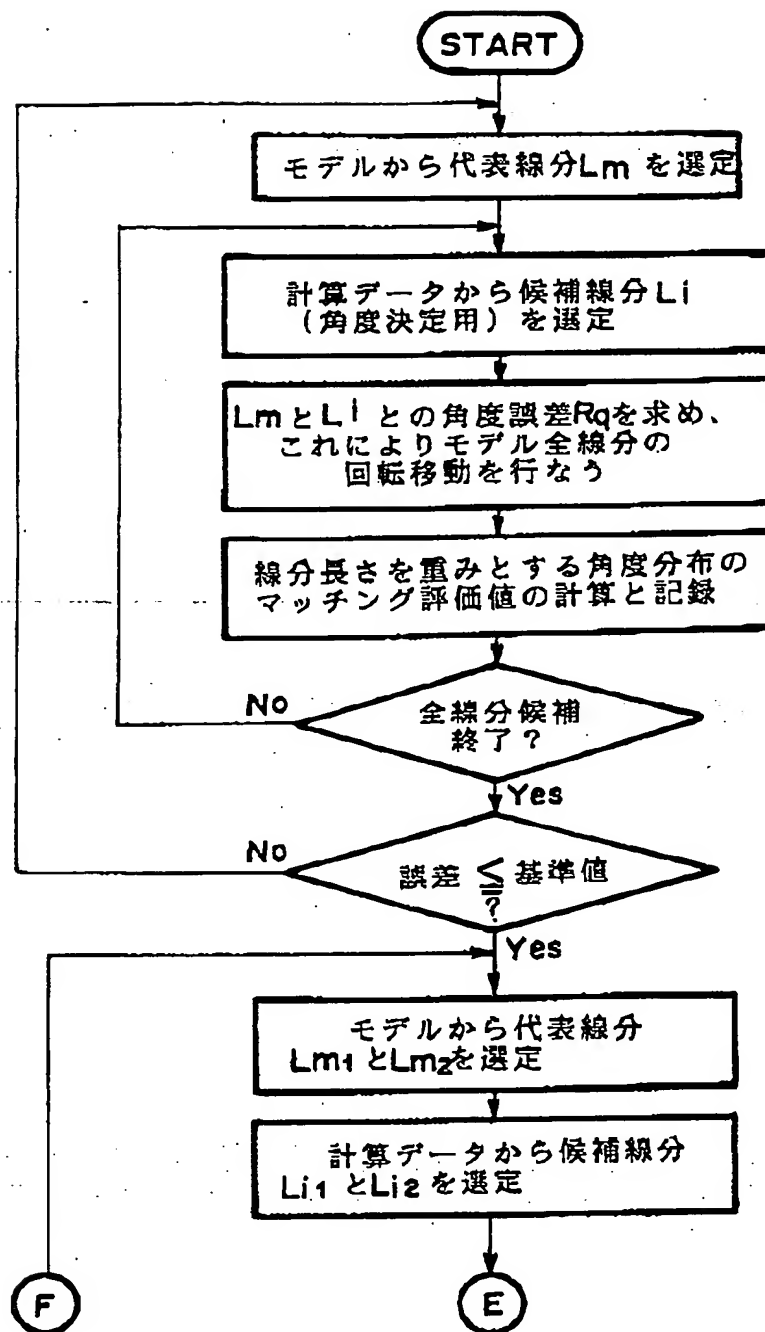 START
モデルから代表線分Lmを選定
計算データから候補線分Li
(角度決定用)を選定
LmとLiとの角度誤差Rqを求め、
これによりモデル全線分の
回転移動を行なう
線分長さを重みとする角度分布の
マッチング評価値の計算と記録
No
全線分候補
終了?
Yes
No
誤差 ≦ 基準値
?
Yes
モデルから代表線分
Lm1とLm2を選定
計算データから候補線分
Li1とLi2を選定
F
E